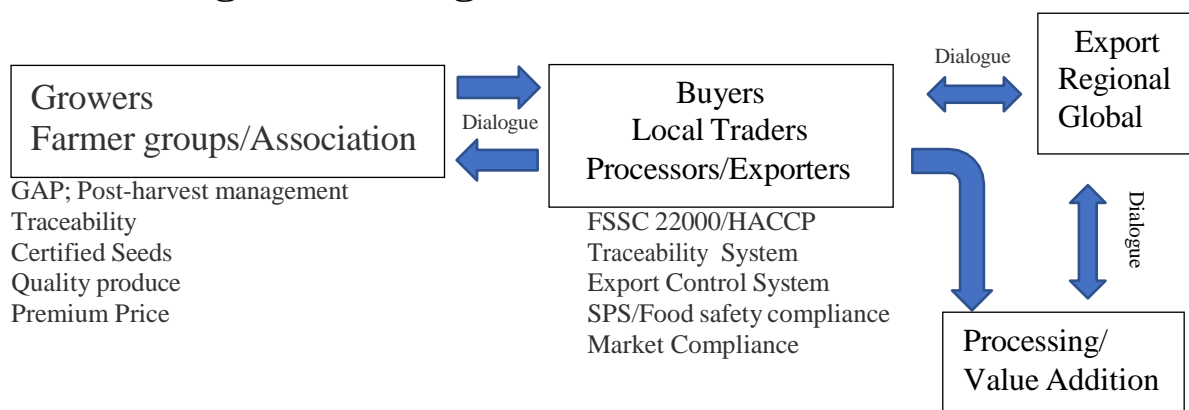 Growers
Farmer groups/Association
GAP; Post-harvest management
Traceability
Certified Seeds
Quality produce
Premium Price
Dialogue
Buyers
Local Traders
Processors/Exporters
FSSC 22000/HACCP
Traceability System
Export Control System
SPS/Food safety compliance
Market Compliance
Dialogue
Export
Regional
Global
Dialogue
Processing/
Value Addition